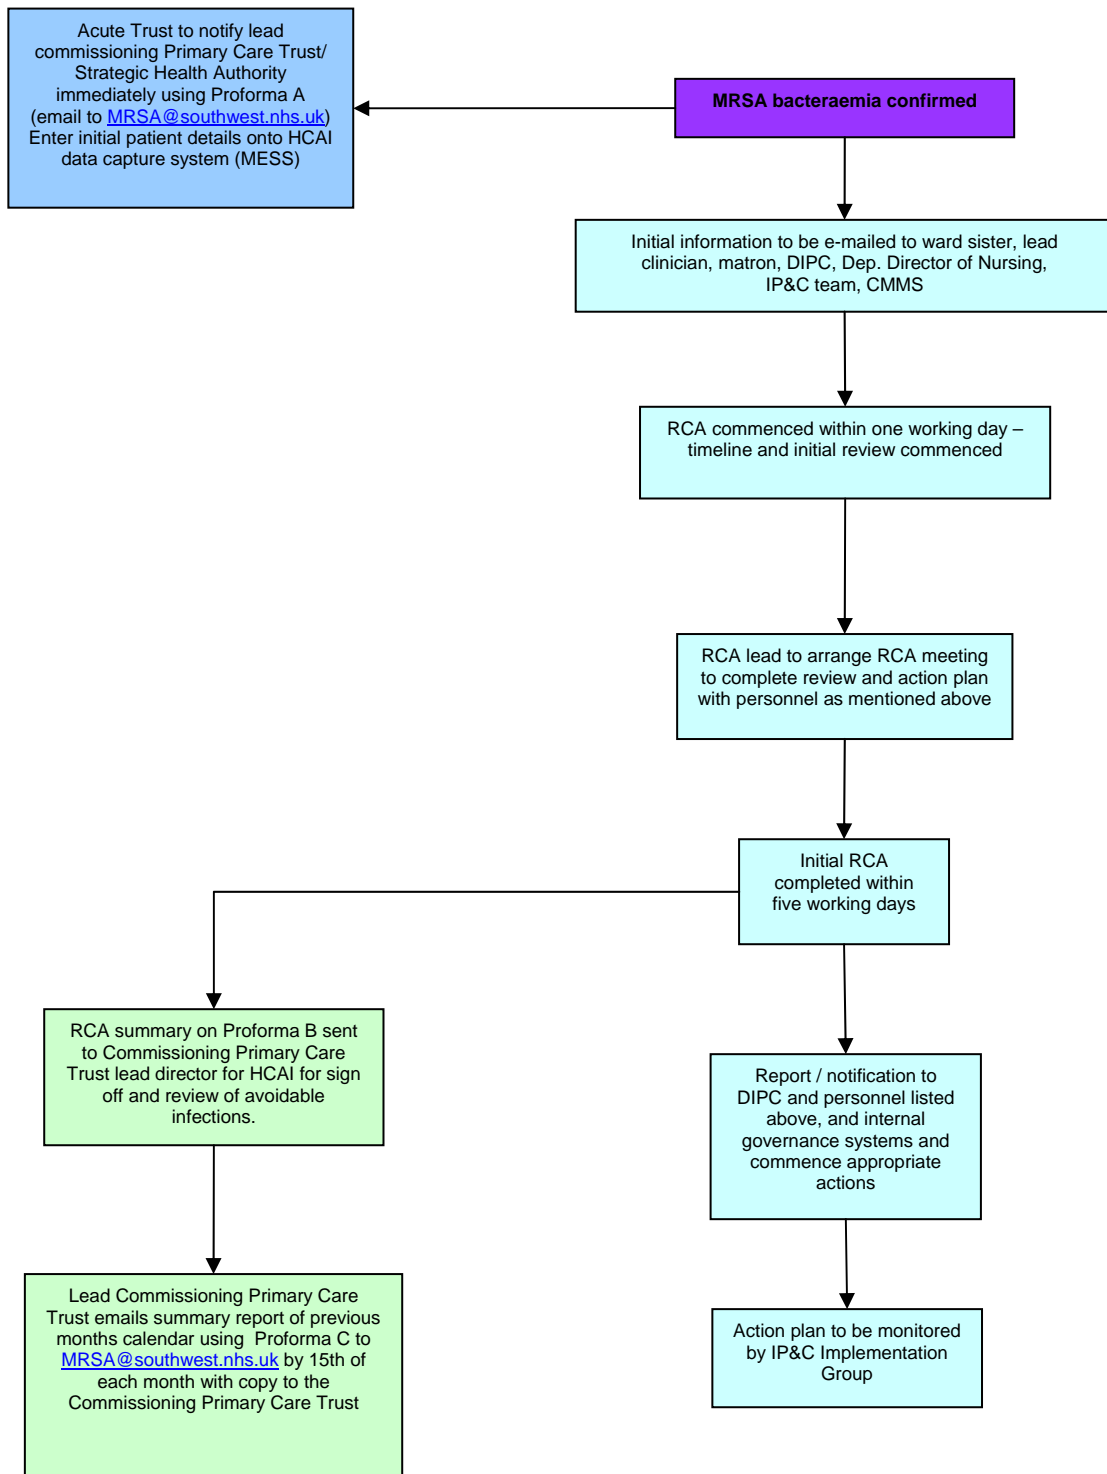 Acute Trust to notify lead
commissioning Primary Care Trust/
Strategic Health Authority
immediately using Proforma A
(email to MRSA@southwest.nhs.uk)
Enter initial patient details onto HCAI
data capture system (MESS)
MRSA bacteraemia confirmed
Initial information to be e-mailed to ward sister, lead
clinician, matron, DIPC, Dep. Director of Nursing,
IP&C team, CMMS
RCA commenced within one working day –
timeline and initial review commenced
RCA lead to arrange RCA meeting
to complete review and action plan
with personnel as mentioned above
Initial RCA
completed within
five working days
RCA summary on Proforma B sent
to Commissioning Primary Care
Trust lead director for HCAI for sign
off and review of avoidable
infections.
Report / notification to
DIPC and personnel listed
above, and internal
governance systems and
commence appropriate
actions
Lead Commissioning Primary Care
Trust emails summary report of previous
months calendar using Proforma C to
MRSA@southwest.nhs.uk by 15th of
each month with copy to the
Commissioning Primary Care Trust
Action plan to be monitored
by IP&C Implementation
Group